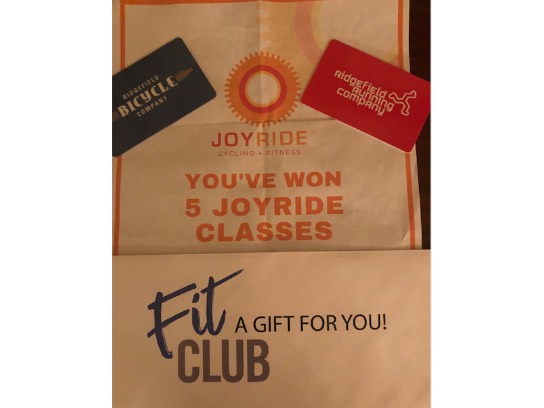 RIDGEFIELD
BICYCLE
COMPANY
Ridgefield
Running
Company
JOYRIDE
CYCLING + FITNESS
YOU'VE WON
5 JOYRIDE
CLASSES
Fit
CLUB
A GIFT FOR YOU!